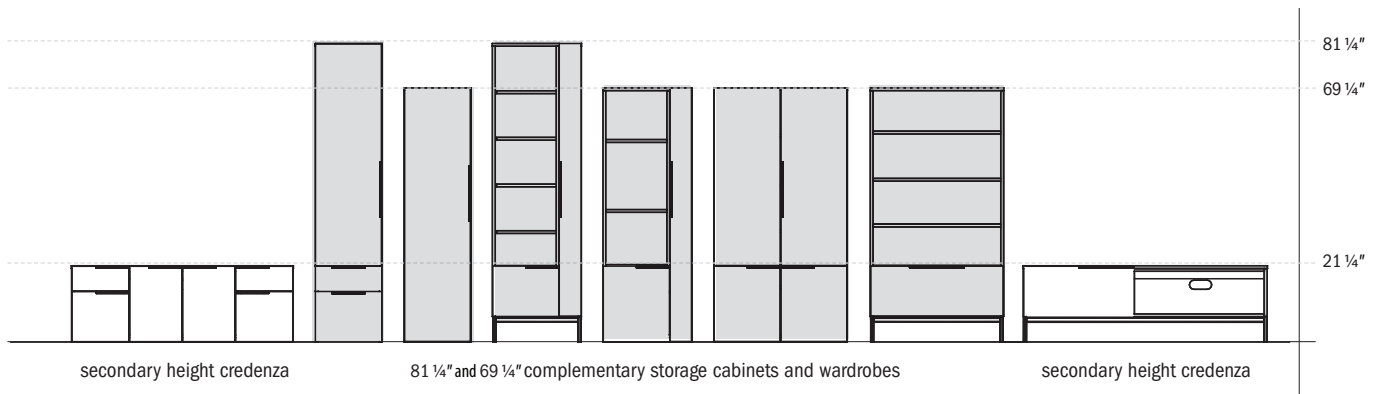 81 ¼"
69 ¼"
21 ¼"
secondary height credenza
81 ¼" and 69 ¼" complementary storage cabinets and wardrobes
secondary height credenza